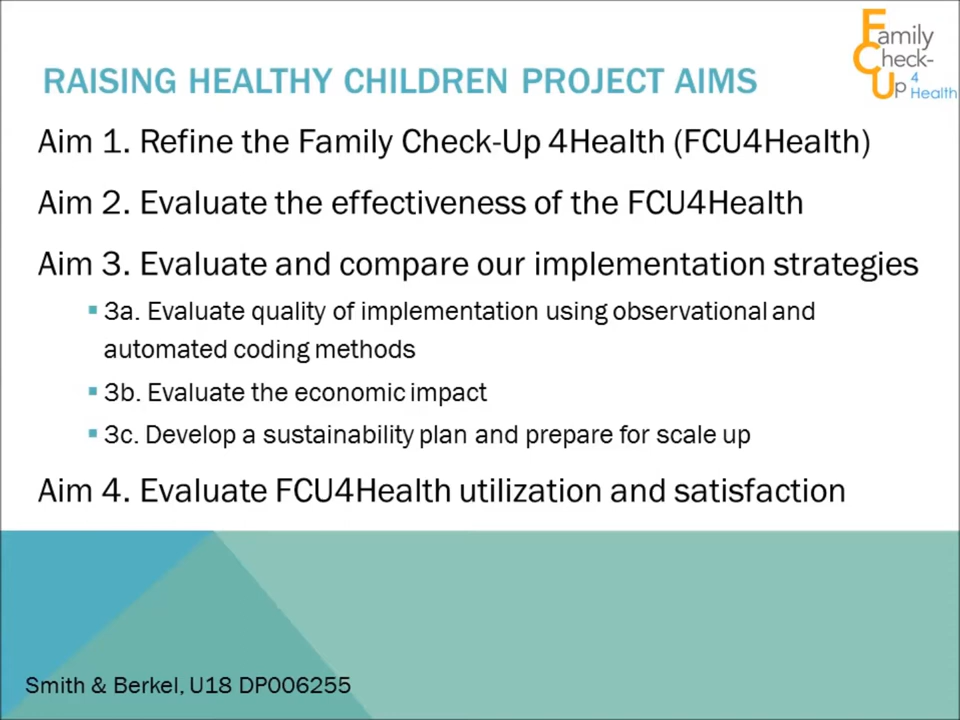 Family
Check-
Up
4
Health
RAISING HEALTHY CHILDREN PROJECT AIMS
Aim 1. Refine the Family Check-Up 4Health (FCU4Health)
Aim 2. Evaluate the effectiveness of the FCU4Health
Aim 3. Evaluate and compare our implementation strategies
3a. Evaluate quality of implementation using observational and
automated coding methods
3b. Evaluate the economic impact
3c. Develop a sustainability plan and prepare for scale up
Aim 4. Evaluate FCU4Health utilization and satisfaction
Smith & Berkel, U18 DP006255